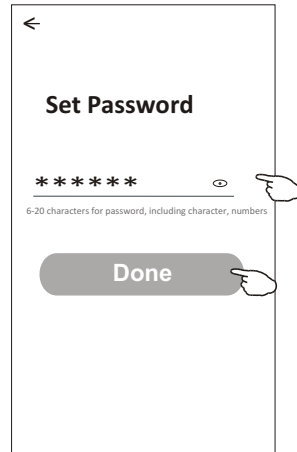 Set Password
******
6-20 characters for password, including character, numbers
Done